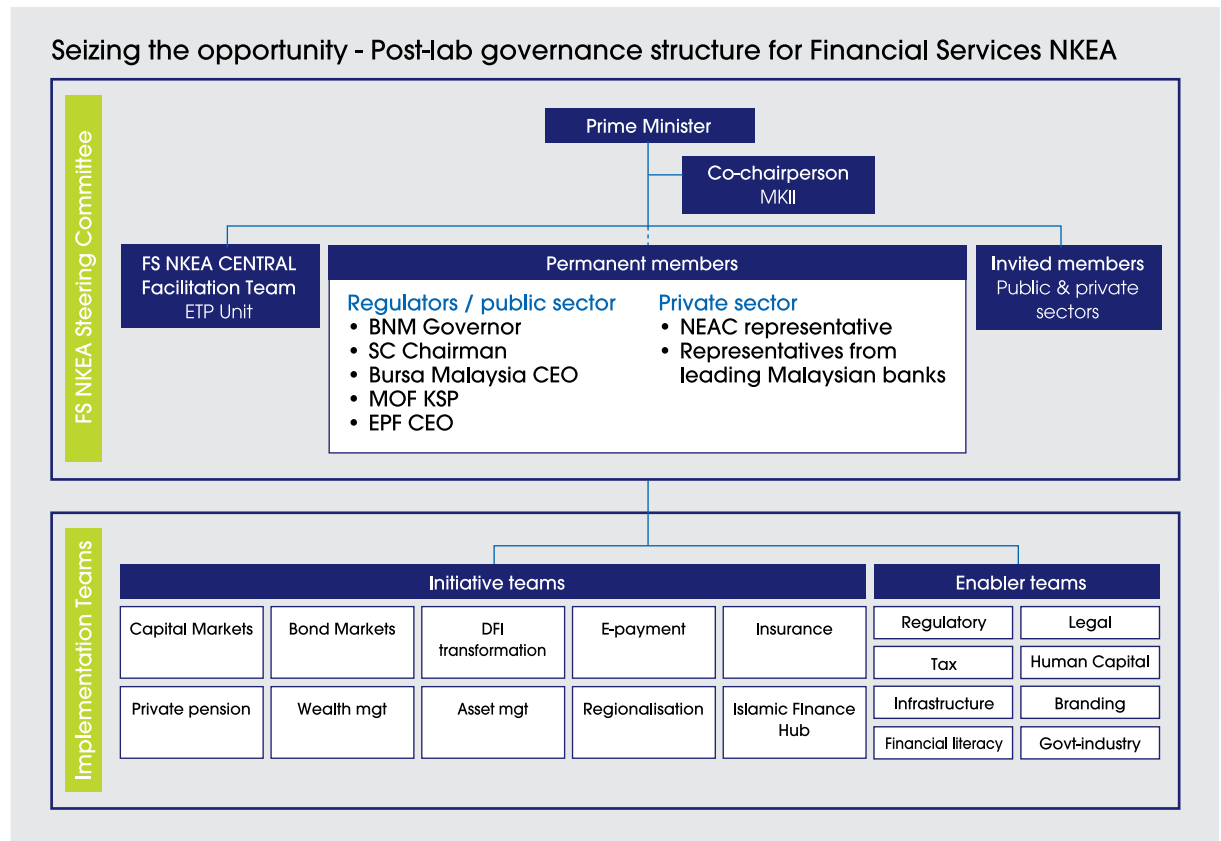 Seizing the opportunity - Post-lab governance structure for Financial Services NKEA
FS NKEA Steering Committee
Prime Minister
Co-chairperson
MKII
FS NKEA CENTRAL
Facilitation Team
ETP Unit
Permanent members
Regulators / public sector
• BNM Governor
• SC Chairman
• Bursa Malaysia CEO
• MOF KSP
• EPF CEO
Private sector
• NEAC representative
• Representatives from
leading Malaysian banks
Invited members
Public & private
sectors
Implementation Teams
Initiative teams
Capital Markets
Bond Markets
DFI
transformation
E-payment
Insurance
Private pension
Wealth mgt
Asset mgt
Regionalisation
Islamic Finance
Hub
Enabler teams
Regulatory
Legal
Tax
Human Capital
Infrastructure
Branding
Financial literacy
Govt-industry